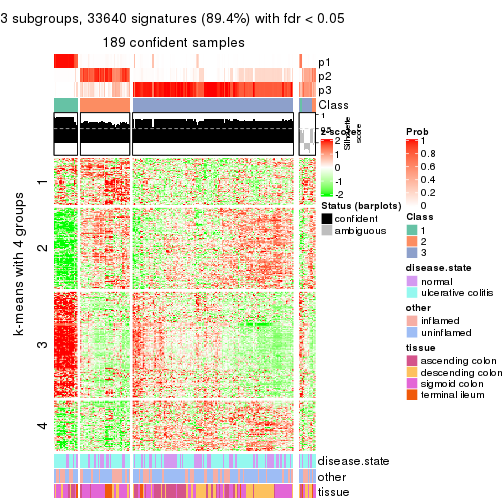 3 subgroups, 33640 signatures (89.4%) with fdr < 0.05
189 confident samples
p1
p2
p3
Class
1
0.5
0
Silhouette
score
z-scores
2
1
0
-1
-2
Status (barplots)
confident
ambiguous
Prob
1
0.8
0.6
0.4
0.2
0
Class
1
2
3
disease.state
normal
ulcerative colitis
other
inflamed
uninflamed
tissue
ascending colon
descending colon
sigmoid colon
terminal ileum
k-means with 4 groups
1
2
3
4
disease.state
other
tissue